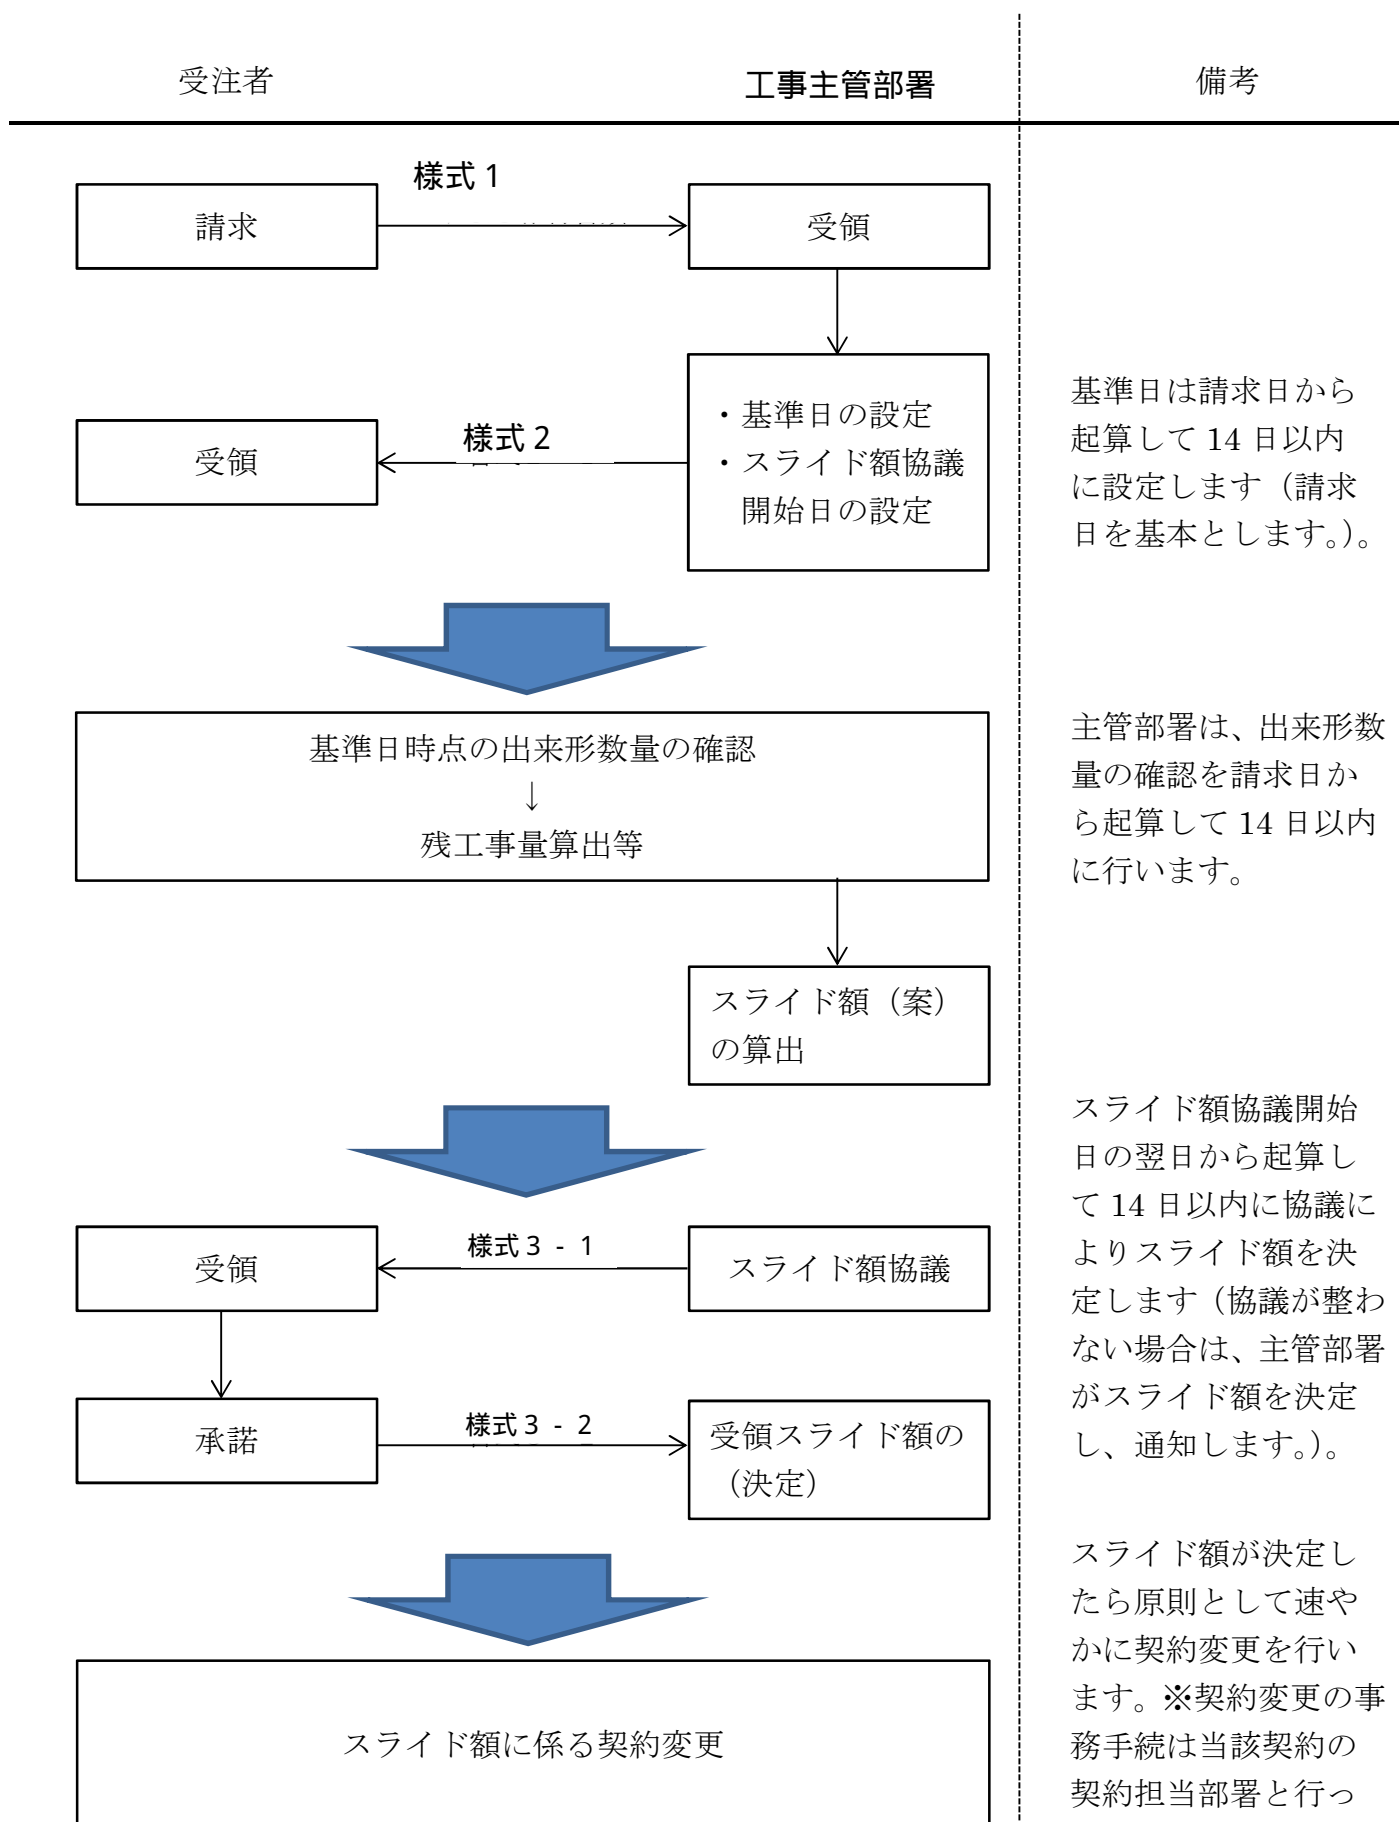 受注者
工事主管部署
備考
様式 1
請求
受領
・基準日の設定
・スライド額協議
開始日の設定
様式 2
受領
基準日は請求日から
起算して 14 日以内
に設定します（請求
日を基本とします。）。
基準日時点の出来形数量の確認
↓
残工事量算出等
主管部署は、出来形数
量の確認を請求日か
ら起算して 14 日以内
に行います。
スライド額（案）
の算出
受領
様式 3 - 1
スライド額協議
承諾
様式 3 - 2
受領スライド額の
（決定）
スライド額協議開始
日の翌日から起算し
て 14 日以内に協議に
よりスライド額を決
定します（協議が整わ
ない場合は、主管部署
がスライド額を決定
し、通知します。）。
スライド額に係る契約変更
スライド額が決定し
たら原則として速や
かに契約変更を行い
ます。※契約変更の事
務手続は当該契約の
契約担当部署と行っ